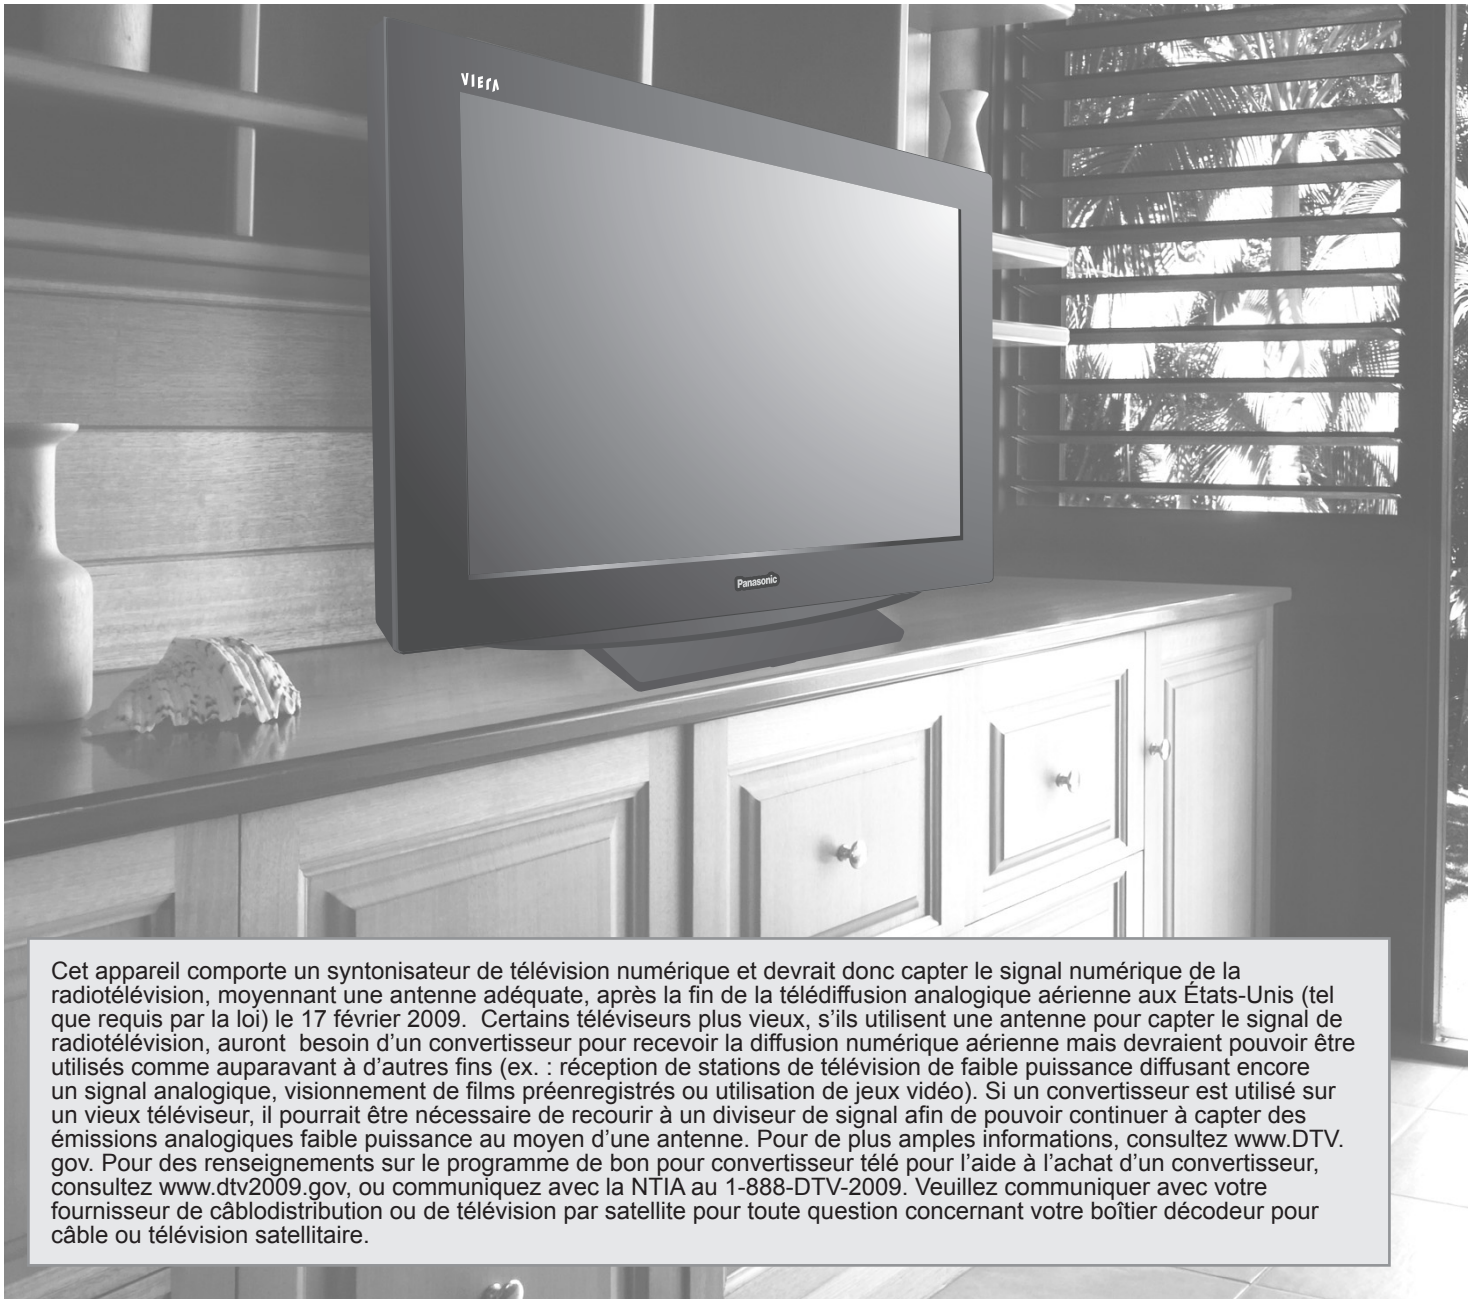 VIERA
Panasonic
Cet appareil comporte un syntonisateur de télévision numérique et devrait donc capter le signal numérique de la
radiotélévision, moyennant une antenne adéquate, après la fin de la télédiffusion analogique aérienne aux États-Unis (tel
que requis par la loi) le 17 février 2009.  Certains téléviseurs plus vieux, s’ils utilisent une antenne pour capter le signal de
radiotélévision, auront  besoin d’un convertisseur pour recevoir la diffusion numérique aérienne mais devraient pouvoir être
utilisés comme auparavant à d’autres fins (ex. : réception de stations de télévision de faible puissance diffusant encore
un signal analogique, visionnement de films préenregistrés ou utilisation de jeux vidéo). Si un convertisseur est utilisé sur
un vieux téléviseur, il pourrait être nécessaire de recourir à un diviseur de signal afin de pouvoir continuer à capter des
émissions analogiques faible puissance au moyen d’une antenne. Pour de plus amples informations, consultez www.DTV.
gov. Pour des renseignements sur le programme de bon pour convertisseur télé pour l’aide à l’achat d’un convertisseur,
consultez www.dtv2009.gov, ou communiquez avec la NTIA au 1-888-DTV-2009. Veuillez communiquer avec votre
fournisseur de câblodistribution ou de télévision par satellite pour toute question concernant votre boîtier décodeur pour
câble ou télévision satellitaire.